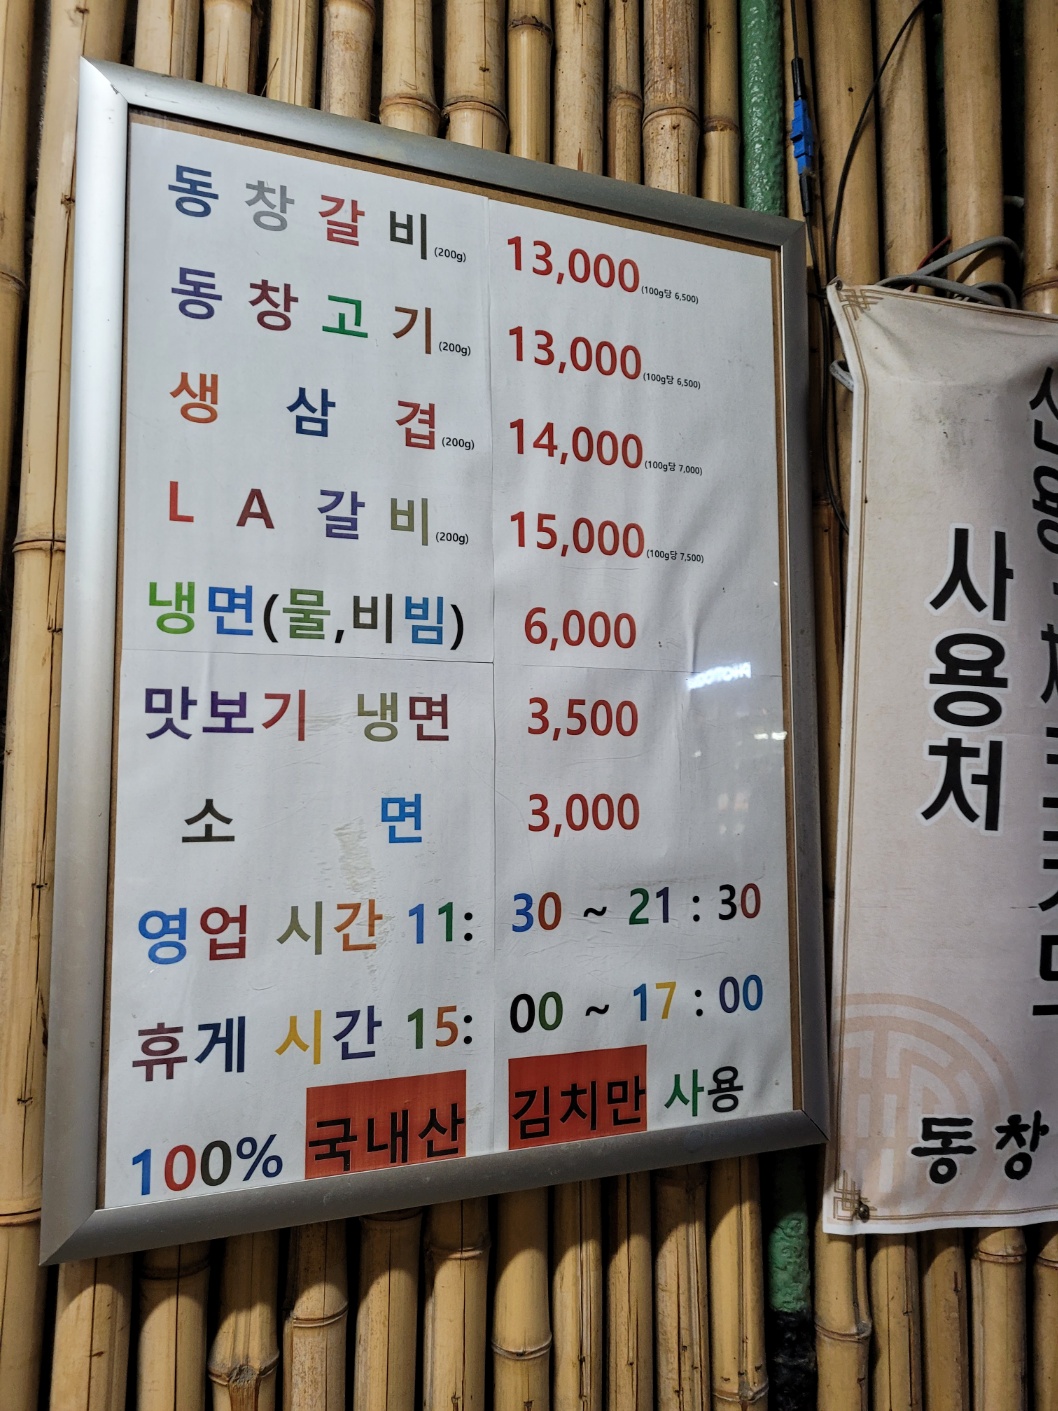 동 창 갈 비 (200g) 13,000 (100g당 6,500)
동 창 고 기 (200g) 13,000 (100g당 6,500)
생 삼 겹 (200g) 14,000 (100g당 7,000)
L A 갈 비 (200g) 15,000 (100g당 7,500)
냉면(물,비빔) 6,000
맛보기 냉면 3,500
소 면 3,000
영업 시간 11: 30 ~ 21 : 30
휴게 시간 15: 00 ~ 17 : 00
100% 국내산 김치만 사용
사용처
동창